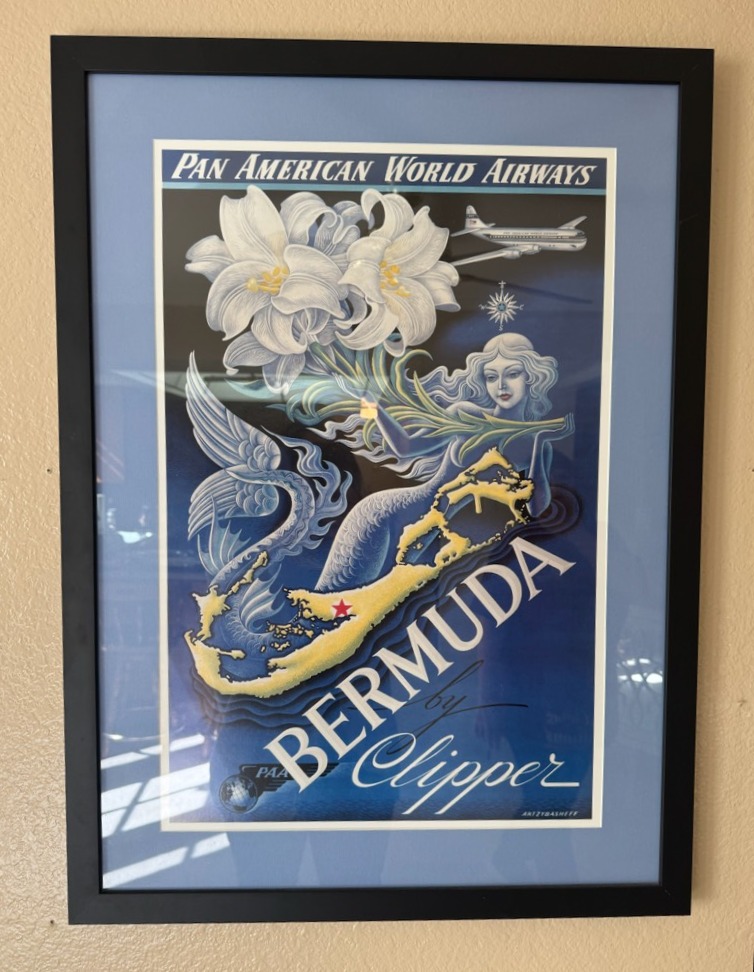 PAN AMERICAN WORLD AIRWAYS
BERMUDA
by
Clipper
PAA
ARTZYBASHEFF